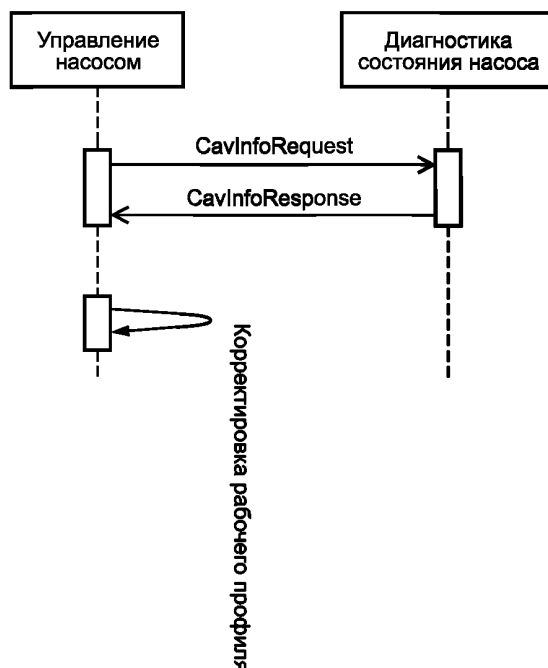 Управление
насосом
Диагностика
состояния насоса
CavInfoRequest
CavInfoResponse
Корректировка рабочего профиля